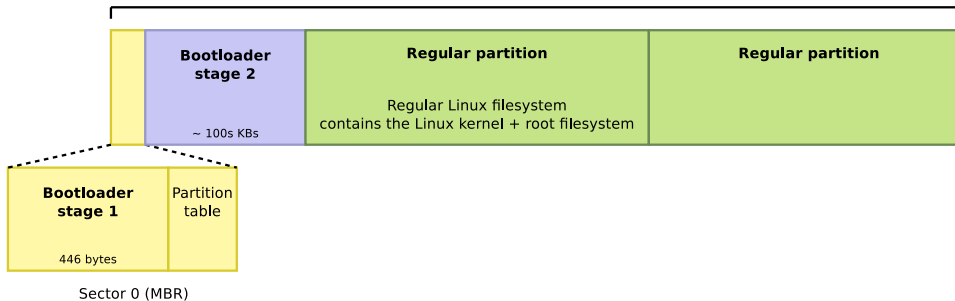 Bootloader
stage 2
~ 100s KBs
Regular partition
Regular Linux filesystem
contains the Linux kernel + root filesystem
Regular partition
Bootloader
stage 1
446 bytes
Partition
table
Sector 0 (MBR)